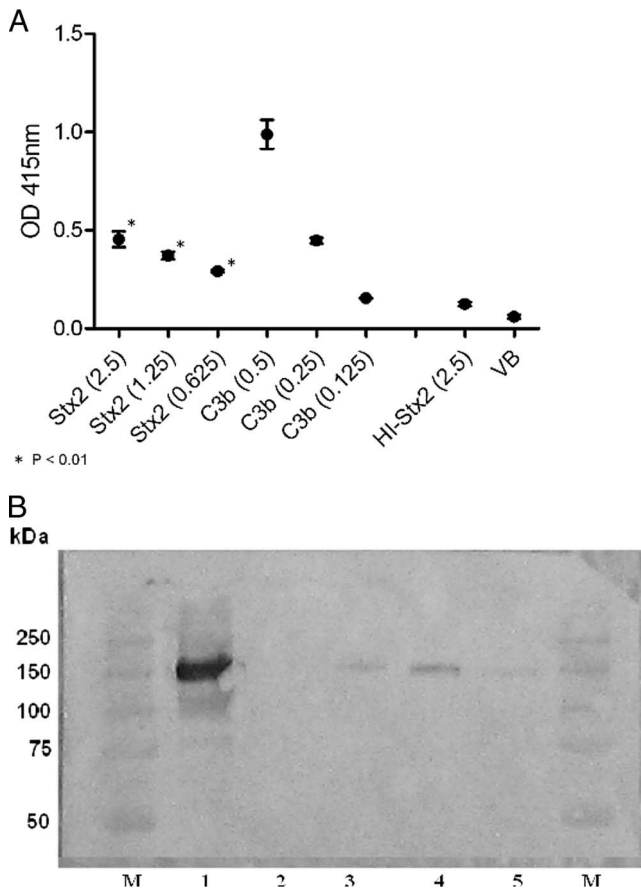 A
1.5
1.0
0.5
0.0
OD 415nm
*
*
*
Stx2 (2.5)
Stx2 (1.25)
Stx2 (0.625)
C3b (0.5)
C3b (0.25)
C3b (0.125)
HI-Stx2 (2.5)
VB
* P < 0.01
B
kDa
250
150
100
75
50
M 1 2 3 4 5 M